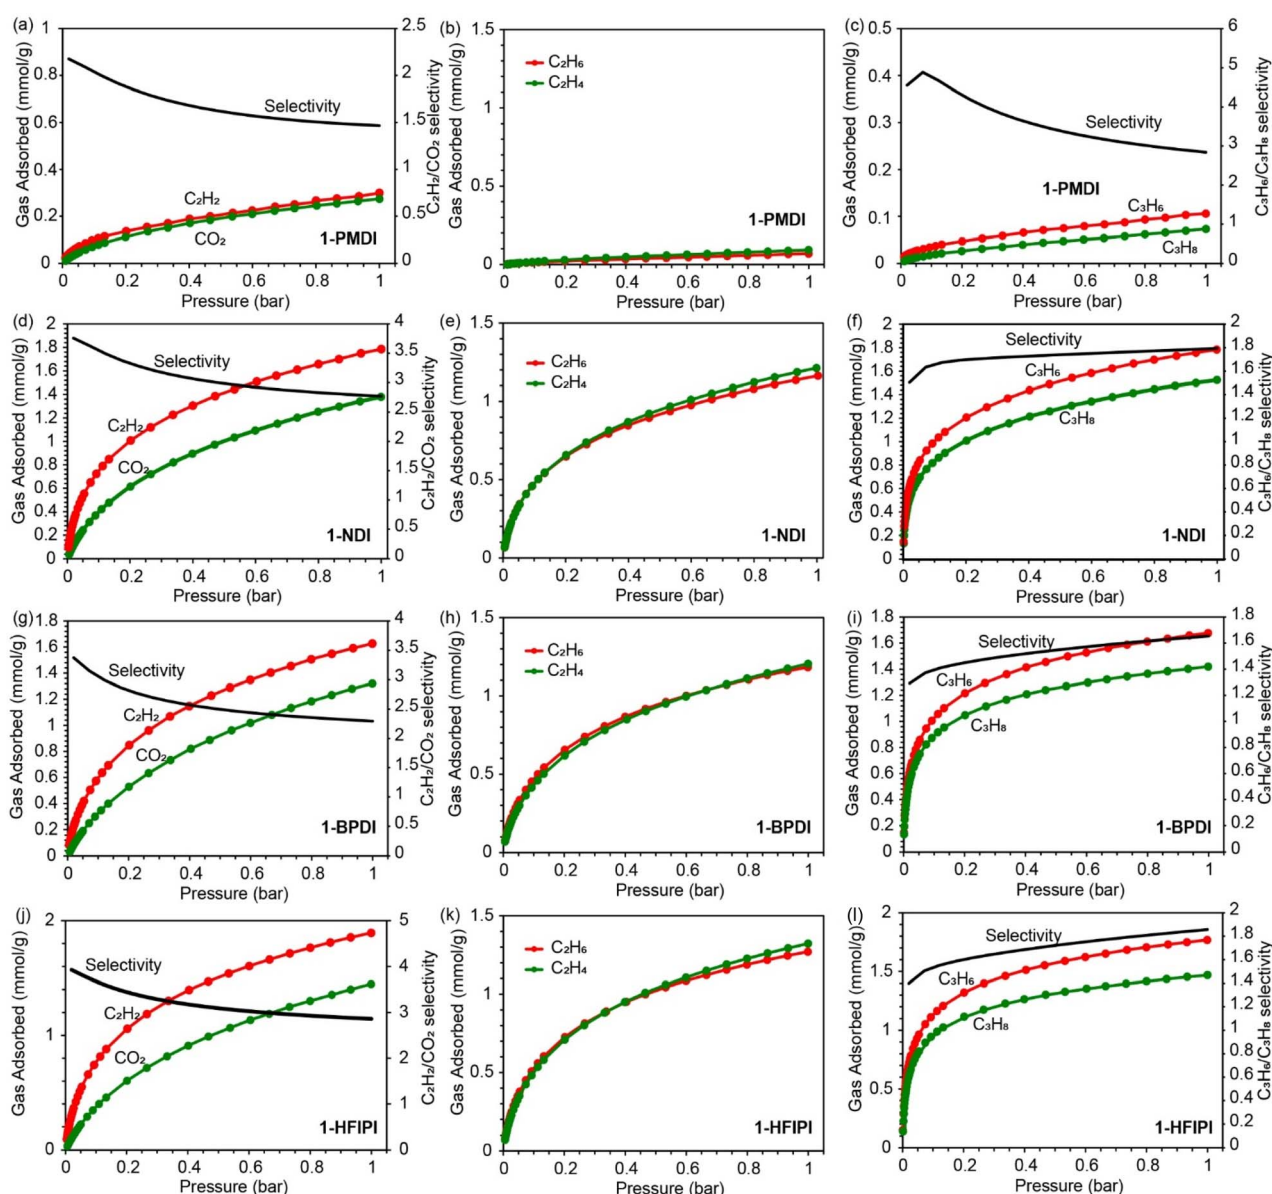 (a)
1
0.8
0.6
0.4
0.2
0
Gas Adsorbed (mmol/g)
Selectivity
C₂H₂
CO₂
1-PMDI
0 0.2 0.4 0.6 0.8 1
Pressure (bar)
2.5
2
1.5
1
0.5
0
C₂H₂/CO₂ selectivity
(b)
1.5
1
0.5
0
Gas Adsorbed (mmol/g)
C₂H₆
C₂H₄
1-PMDI
0 0.2 0.4 0.6 0.8 1
Pressure (bar)
(c)
0.5
0.4
0.3
0.2
0.1
0
Gas Adsorbed (mmol/g)
Selectivity
1-PMDI
C₃H₆
C₃H₈
0 0.2 0.4 0.6 0.8 1
Pressure (bar)
6
5
4
3
2
1
0
C₃H₆/C₃H₈ selectivity
(d)
2
1.8
1.6
1.4
1.2
1
0.8
0.6
0.4
0.2
0
Gas Adsorbed (mmol/g)
Selectivity
C₂H₂
CO₂
1-NDI
0 0.2 0.4 0.6 0.8 1
Pressure (bar)
4
3.5
3
2.5
2
1.5
1
0.5
0
C₂H₂/CO₂ selectivity
(e)
1.5
1
0.5
0
Gas Adsorbed (mmol/g)
C₂H₆
C₂H₄
1-NDI
0 0.2 0.4 0.6 0.8 1
Pressure (bar)
(f)
2
1.8
1.6
1.4
1.2
1
0.8
0.6
0.4
0.2
0
Gas Adsorbed (mmol/g)
Selectivity
C₃H₆
C₃H₈
1-NDI
0 0.2 0.4 0.6 0.8 1
Pressure (bar)
2
1.8
1.6
1.4
1.2
1
0.8
0.6
0.4
0.2
0
C₃H₆/C₃H₈ selectivity
(g)
1.8
1.6
1.4
1.2
1
0.8
0.6
0.4
0.2
0
Gas Adsorbed (mmol/g)
Selectivity
C₂H₂
CO₂
1-BPDI
0 0.2 0.4 0.6 0.8 1
Pressure (bar)
4
3.5
3
2.5
2
1.5
1
0.5
0
C₂H₂/CO₂ selectivity
(h)
1.5
1
0.5
0
Gas Adsorbed (mmol/g)
C₂H₆
C₂H₄
1-BPDI
0 0.2 0.4 0.6 0.8 1
Pressure (bar)
(i)
1.8
1.6
1.4
1.2
1
0.8
0.6
0.4
0.2
0
Gas Adsorbed (mmol/g)
Selectivity
C₃H₆
C₃H₈
1-BPDI
0 0.2 0.4 0.6 0.8 1
Pressure (bar)
1.8
1.6
1.4
1.2
1
0.8
0.6
0.4
0.2
0
C₃H₆/C₃H₈ selectivity
(j)
2
1
0
Gas Adsorbed (mmol/g)
Selectivity
C₂H₂
CO₂
1-HFIPI
0 0.2 0.4 0.6 0.8 1
Pressure (bar)
5
4
3
2
1
0
C₂H₂/CO₂ selectivity
(k)
1.5
1
0.5
0
Gas Adsorbed (mmol/g)
C₂H₆
C₂H₄
1-HFIPI
0 0.2 0.4 0.6 0.8 1
Pressure (bar)
(l)
2
1.5
1
0.5
0
Gas Adsorbed (mmol/g)
Selectivity
C₃H₆
C₃H₈
1-HFIPI
0 0.2 0.4 0.6 0.8 1
Pressure (bar)
2
1.8
1.6
1.4
1.2
1
0.8
0.6
0.4
0.2
0
C₃H₆/C₃H₈ selectivity